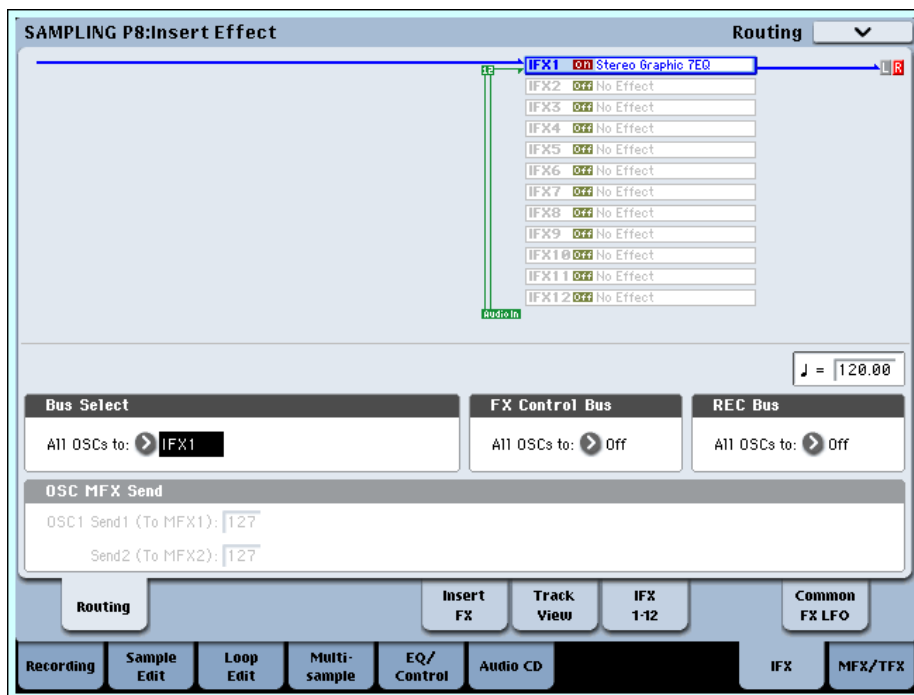 SAMPLING P8:Insert Effect
Routing
IFX1 On Stereo Graphic 7EQ
L R
12
IFX2 Off No Effect
IFX3 Off No Effect
IFX4 Off No Effect
IFX5 Off No Effect
IFX6 Off No Effect
IFX7 Off No Effect
IFX8 Off No Effect
IFX9 Off No Effect
IFX10 Off No Effect
IFX11 Off No Effect
IFX12 Off No Effect
Audio In
♩ = 120.00
Bus Select
All OSCs to: IFX1
FX Control Bus
All OSCs to: Off
REC Bus
All OSCs to: Off
OSC MFX Send
OSC1 Send1 (To MFX1): 127
Send2 (To MFX2): 127
Routing
Insert
FX
Track
View
IFX
1-12
Common
FX LFO
Recording
Sample
Edit
Loop
Edit
Multi-
sample
EQ/
Control
Audio CD
IFX
MFX/TFX